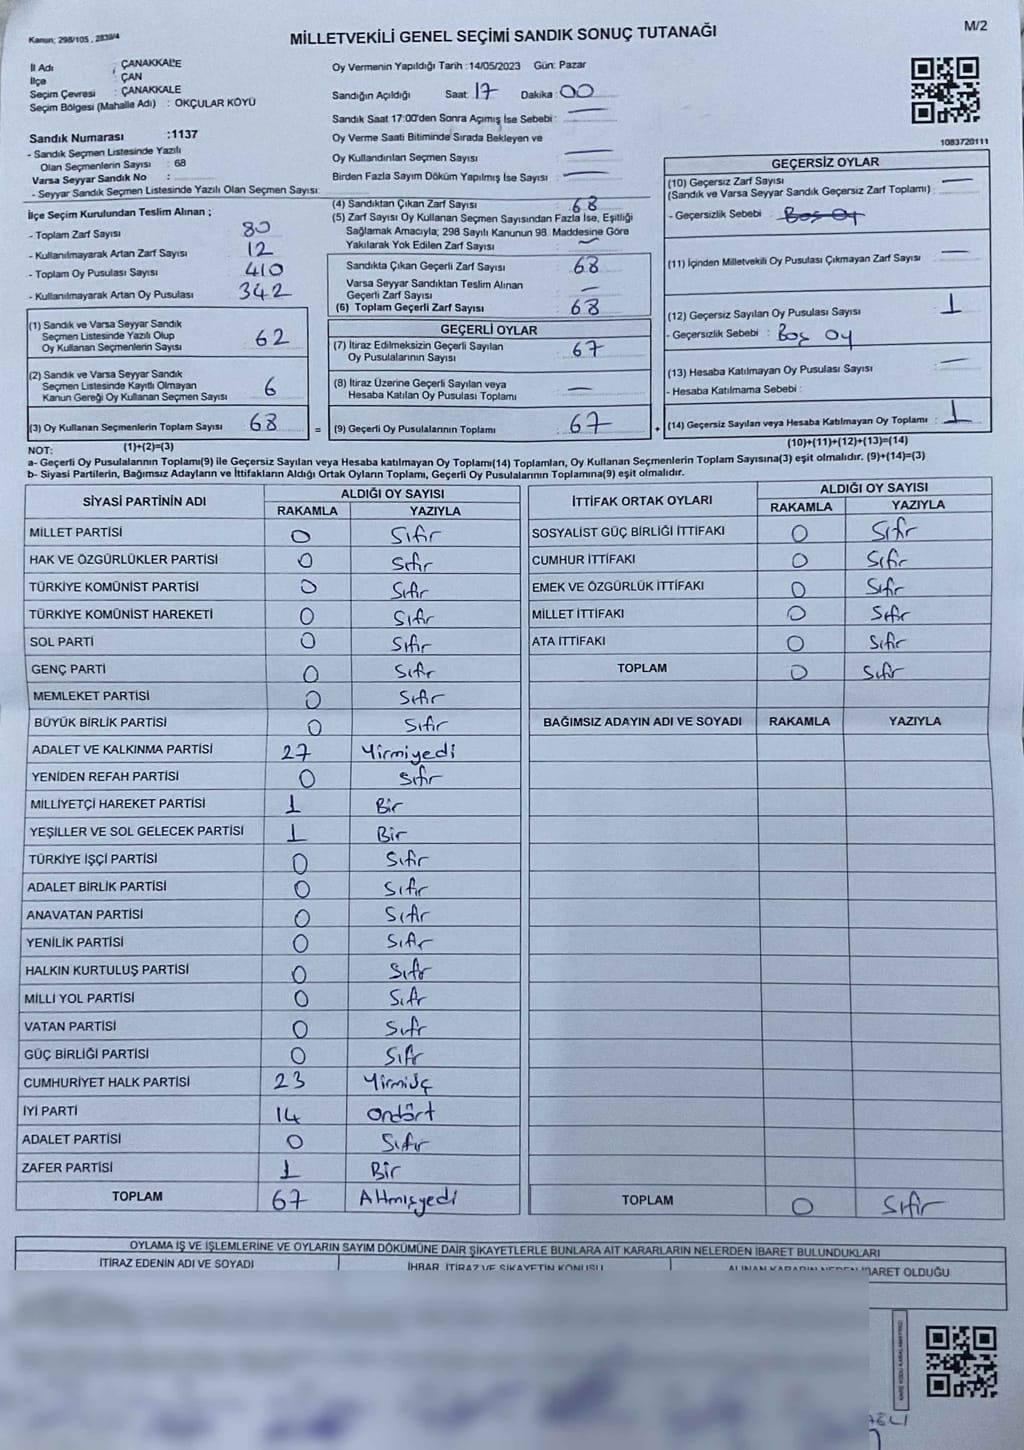 Kanun; 298/105 , 2839/4
MİLLETVEKİLİ GENEL SEÇİMİ SANDIK SONUÇ TUTANAĞI
M/2
İl Adı : ÇANAKKALE
İlçe : ÇAN
Seçim Çevresi : ÇANAKKALE
Seçim Bölgesi (Mahalle Adı) : OKÇULAR KÖYÜ
Sandık Numarası :1137
- Sandık Seçmen Listesinde Yazılı
Olan Seçmenlerin Sayısı : 68
Varsa Seyyar Sandık No :
- Seyyar Sandık Seçmen Listesinde Yazılı Olan Seçmen Sayısı:
Oy Vermenin Yapıldığı Tarih :14/05/2023 Gün: Pazar
Sandığın Açıldığı Saat: 17 Dakika : 00
Sandık Saat 17:00'den Sonra Açımış İse Sebebi : —
Oy Verme Saati Bitiminde Sırada Bekleyen ve
Oy Kullandırılan Seçmen Sayısı —
Birden Fazla Sayım Döküm Yapılmış İse Sayısı : —
1083720111
İlçe Seçim Kurulundan Teslim Alınan ;
- Toplam Zarf Sayısı 80
- Kullanılmayarak Artan Zarf Sayısı 12
- Toplam Oy Pusulası Sayısı 410
- Kullanılmayarak Artan Oy Pusulası 342
(4) Sandıktan Çıkan Zarf Sayısı 68
(5) Zarf Sayısı Oy Kullanan Seçmen Sayısından Fazla İse, Eşitliği
Sağlamak Amacıyla; 298 Sayılı Kanunun 98. Maddesine Göre
Yakılarak Yok Edilen Zarf Sayısı —
Sandıkta Çıkan Geçerli Zarf Sayısı 68
Varsa Seyyar Sandıktan Teslim Alınan
Geçerli Zarf Sayısı —
(6) Toplam Geçerli Zarf Sayısı 68
(1) Sandık ve Varsa Seyyar Sandık
Seçmen Listesinde Yazılı Olup
Oy Kullanan Seçmenlerin Sayısı 62
(2) Sandık ve Varsa Seyyar Sandık
Seçmen Listesinde Kayıtlı Olmayan
Kanun Gereği Oy Kullanan Seçmen Sayısı 6
(3) Oy Kullanan Seçmenlerin Toplam Sayısı 68
=
GEÇERLİ OYLAR
(7) İtiraz Edilmeksizin Geçerli Sayılan
Oy Pusulalarının Sayısı 67
(8) İtiraz Üzerine Geçerli Sayılan veya
Hesaba Katılan Oy Pusulası Toplamı —
(9) Geçerli Oy Pusulalarının Toplamı 67
+
GEÇERSİZ OYLAR
(10) Geçersiz Zarf Sayısı —
(Sandık ve Varsa Seyyar Sandık Geçersiz Zarf Toplamı) :
- Geçersizlik Sebebi : Boş Oy
(11) İçinden Milletvekili Oy Pusulası Çıkmayan Zarf Sayısı —
(12) Geçersiz Sayılan Oy Pusulası Sayısı 1
- Geçersizlik Sebebi : Boş Oy
(13) Hesaba Katılmayan Oy Pusulası Sayısı —
- Hesaba Katılmama Sebebi :
(14) Geçersiz Sayılan veya Hesaba Katılmayan Oy Toplamı : 1
NOT: (1)+(2)=(3)
(10)+(11)+(12)+(13)=(14)
a- Geçerli Oy Pusulalarının Toplamı(9) ile Geçersiz Sayılan veya Hesaba katılmayan Oy Toplamı(14) Toplamları, Oy Kullanan Seçmenlerin Toplam Sayısına(3) eşit olmalıdır. (9)+(14)=(3)
b- Siyasi Partilerin, Bağımsız Adayların ve İttifakların Aldığı Ortak Oyların Toplamı, Geçerli Oy Pusulalarının Toplamına(9) eşit olmalıdır.
SİYASİ PARTİNİN ADI ALDIĞI OY SAYISI
RAKAMLA YAZIYLA
MİLLET PARTİSİ 0 Sıfır
HAK VE ÖZGÜRLÜKLER PARTİSİ 0 Sıfır
TÜRKİYE KOMÜNİST PARTİSİ 0 Sıfır
TÜRKİYE KOMÜNİST HAREKETİ 0 Sıfır
SOL PARTİ 0 Sıfır
GENÇ PARTİ 0 Sıfır
MEMLEKET PARTİSİ 0 Sıfır
BÜYÜK BİRLİK PARTİSİ 0 Sıfır
ADALET VE KALKINMA PARTİSİ 27 Yirmiyedi
YENİDEN REFAH PARTİSİ 0 Sıfır
MİLLİYETÇİ HAREKET PARTİSİ 1 Bir
YEŞİLLER VE SOL GELECEK PARTİSİ 1 Bir
TÜRKİYE İŞÇİ PARTİSİ 0 Sıfır
ADALET BİRLİK PARTİSİ 0 Sıfır
ANAVATAN PARTİSİ 0 Sıfır
YENİLİK PARTİSİ 0 Sıfır
HALKIN KURTULUŞ PARTİSİ 0 Sıfır
MİLLİ YOL PARTİSİ 0 Sıfır
VATAN PARTİSİ 0 Sıfır
GÜÇ BİRLİĞİ PARTİSİ 0 Sıfır
CUMHURİYET HALK PARTİSİ 23 Yirmiüç
İYİ PARTİ 14 Ondört
ADALET PARTİSİ 0 Sıfır
ZAFER PARTİSİ 1 Bir
TOPLAM 67 Altmışyedi
İTTİFAK ORTAK OYLARI ALDIĞI OY SAYISI
RAKAMLA YAZIYLA
SOSYALİST GÜÇ BİRLİĞİ İTTİFAKI 0 Sıfır
CUMHUR İTTİFAKI 0 Sıfır
EMEK VE ÖZGÜRLÜK İTTİFAKI 0 Sıfır
MİLLET İTTİFAKI 0 Sıfır
ATA İTTİFAKI 0 Sıfır
TOPLAM 0 Sıfır
BAĞIMSIZ ADAYIN ADI VE SOYADI RAKAMLA YAZIYLA
TOPLAM 0 Sıfır
OYLAMA İŞ VE İŞLEMLERİNE VE OYLARIN SAYIM DÖKÜMÜNE DAİR ŞİKAYETLERLE BUNLARA AİT KARARLARIN NELERDEN İBARET BULUNDUKLARI
İTİRAZ EDENİN ADI VE SOYADI İHBAR, İTİRAZ VE ŞİKAYETİN KONUSU ALINAN KARARIN NEDEN İBARET OLDUĞU